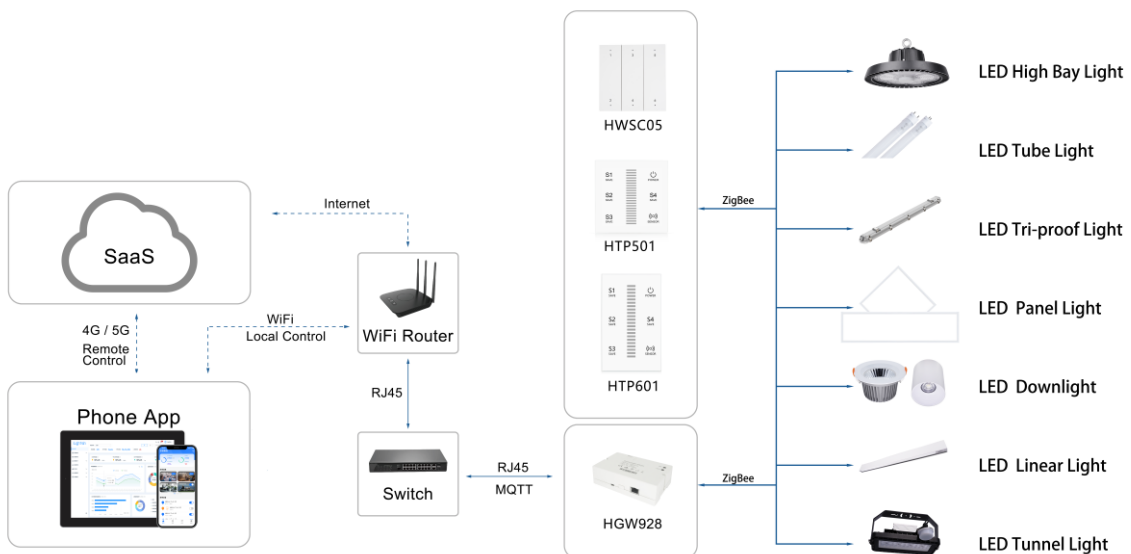 SaaS
Internet
4G / 5G
Remote
Control
WiFi
Local Control
WiFi Router
RJ45
Phone App
Switch
RJ45
MQTT
HWSC05
S1
S2
S4
S3
HTP501
S1
POWER
S2
S4
S3
SENSOR
HTP601
HGW928
ZigBee
ZigBee
LED High Bay Light
LED Tube Light
LED Tri-proof Light
LED Panel Light
LED Downlight
LED Linear Light
LED Tunnel Light